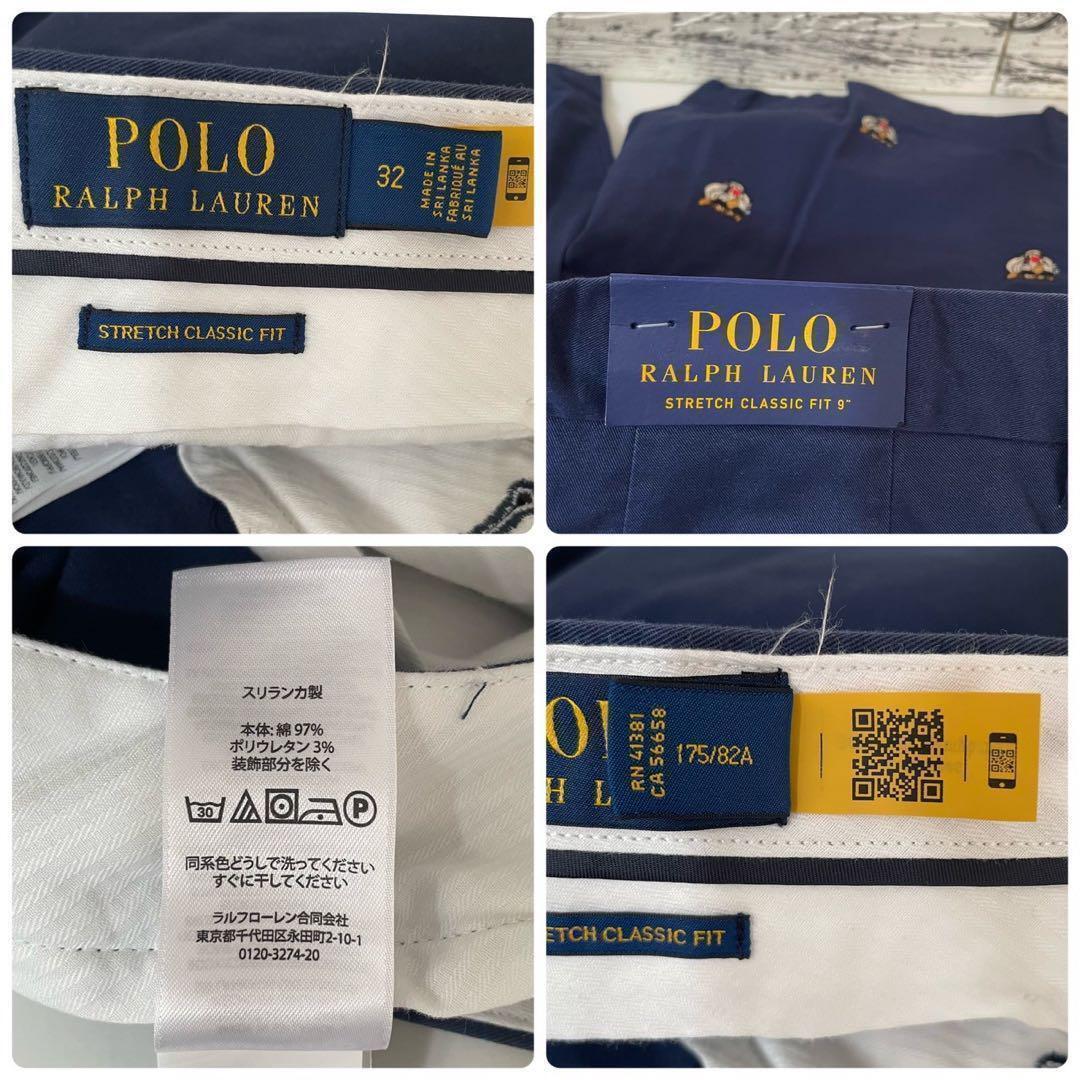 POLO
RALPH LAUREN
32
MADE IN
SRI LANKA
FABRIQUÉ AU
SRI LANKA
STRETCH CLASSIC FIT
POLO
RALPH LAUREN
STRETCH CLASSIC FIT 9"
スリランカ製
本体: 綿 97%
ポリウレタン 3%
装飾部分を除く
30
P
同系色どうしで洗ってください
すぐに干してください
ラルフローレン合同会社
東京都千代田区永田町2-10-1
0120-3274-20
OL
H L
RN 41381
CA 56658
175/82A
ETCH CLASSIC FIT